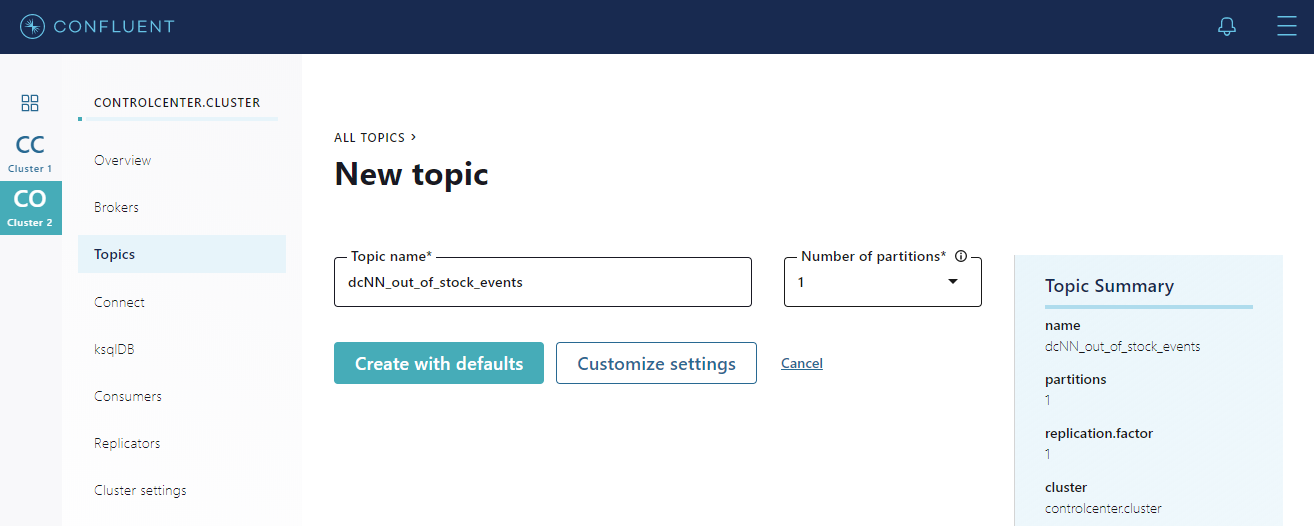 CONFLUENT
CC
Cluster 1
CO
Cluster 2
CONTROLCENTER.CLUSTER
Overview
Brokers
Topics
Connect
ksqlDB
Consumers
Replicators
Cluster settings
ALL TOPICS >
New topic
Topic name*
dcNN_out_of_stock_events
Number of partitions*
1
Create with defaults
Customize settings
Cancel
Topic Summary
name
dcNN_out_of_stock_events
partitions
1
replication.factor
1
cluster
controlcenter.cluster